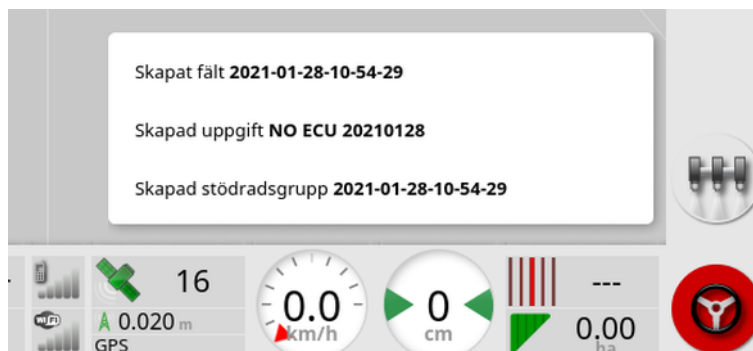 Skapat fält 2021-01-28-10-54-29
Skapad uppgift NO ECU 20210128
Skapad stödradsgrupp 2021-01-28-10-54-29
16
0.020 m
GPS
WiFi
0.0
km/h
0
cm
---
0.00
ha